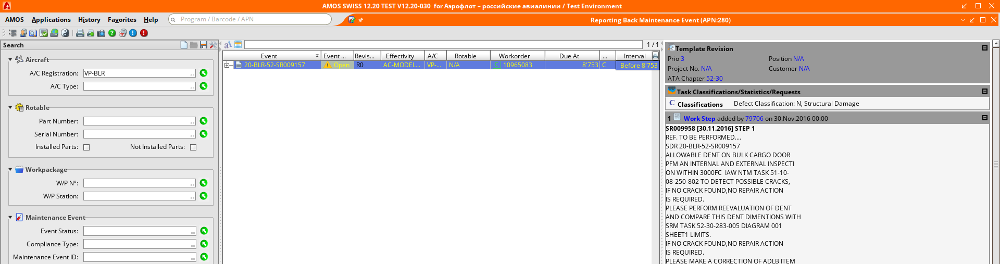 AMOS SWISS 12.20 TEST V12.20-030  for Аэрофлот – российские авиалинии / Test Environment
AMOS Applications History Favorites Help Program / Barcode / APN
Reporting Back Maintenance Event (APN:280)
Search
1 / 1
Aircraft
A/C Registration: VP-BLR
A/C Type:
Rotable
Part Number:
Serial Number:
Installed Parts: Not Installed Parts:
Workpackage
W/P Nº:
W/P Station:
Maintenance Event
Event Status:
Compliance Type:
Maintenance Event ID:
Event Event ... Revis... Effectivity A/C Rotable Workorder Due At ... Interval
20-BLR-52-SR009157 Open R0 AC-MODEL... VP-... N/A C 10965083 8'753 C Before 8'753
Template Revision
Prio 3 Position N/A
Project No. N/A Customer N/A
ATA Chapter 52-30
Task Classifications/Statistics/Requests
C Classifications Defect Classification: N, Structural Damage
1 Work Step added by 79706 on 30.Nov.2016 00:00
SR009958 [30.11.2016] STEP 1
REF. TO BE PERFORMED....
SDR 20-BLR-52-SR009157
ALLOWABLE DENT ON BULK CARGO DOOR
PFM AN INTERNAL AND EXTERNAL INSPECTI
ON WITHIN 3000FC  IAW NTM TASK 51-10-
08-250-802 TO DETECT POSSIBLE CRACKS,
IF NO CRACK FOUND,NO REPAIR ACTION
IS REQUIRED.
PLEASE PERFORM REEVALUATION OF DENT
AND COMPARE THIS DENT DIMENTIONS WITH
SRM TASK 52-30-283-005 DIAGRAM 001
SHEET1 LIMITS.
IF NO CRACK FOUND,NO REPAIR ACTION
IS REQUIRED.
PLEASE MAKE A CORRECTION OF ADLB ITEM